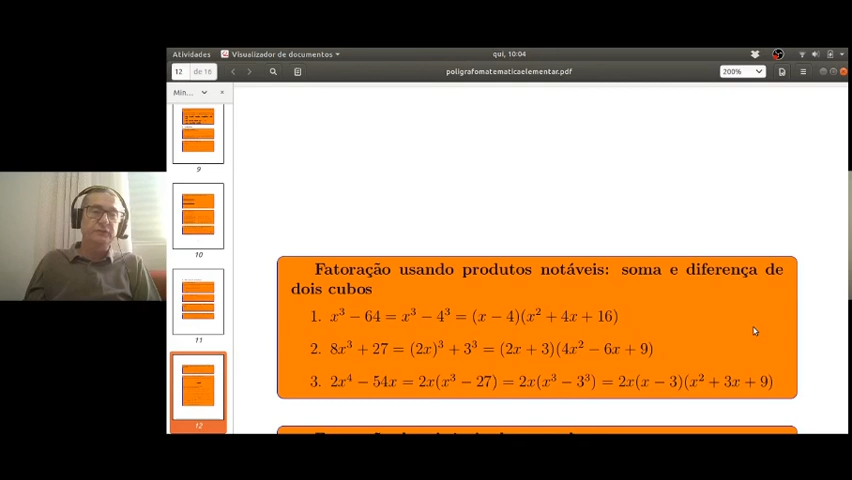 Atividades Visualizador de documentos qui, 10:04
12 de 16 poligrafomatematicaelementar.pdf 200%
Min...
9
10
11
12
Fatoração usando produtos notáveis: soma e diferença de
dois cubos
1. x³ − 64 = x³ − 4³ = (x − 4)(x² + 4x + 16)
2. 8x³ + 27 = (2x)³ + 3³ = (2x + 3)(4x² − 6x + 9)
3. 2x⁴ − 54x = 2x(x³ − 27) = 2x(x³ − 3³) = 2x(x − 3)(x² + 3x + 9)